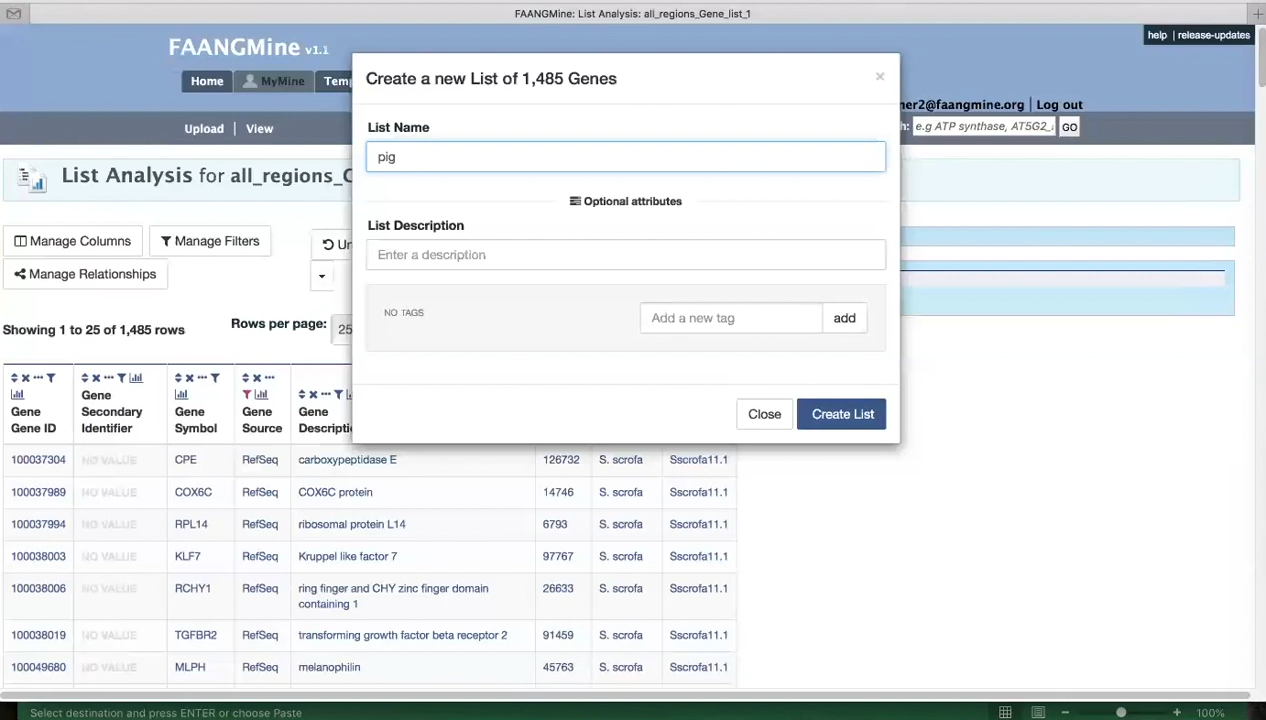 FAANGMine: List Analysis: all_regions_Gene_list_1
help | release-updates
FAANGMine v1.1
Home
MyMine
Create a new List of 1,485 Genes
@faangmine.org | Log out
Upload | View
e.g ATP synthase, AT5G2_
GO
List Name
pig
List Analysis for all_regions_
Optional attributes
List Description
Enter a description
Manage Columns
Manage Filters
Manage Relationships
NO TAGS
Add a new tag
add
Showing 1 to 25 of 1,485 rows
Rows per page:
25
Close
Create List
Gene Gene ID
Gene Secondary Identifier
Gene Symbol
Gene Source
Gene
100037304 NO VALUE CPE RefSeq carboxypeptidase E 126732 S. scrofa Sscrofa11.1
100037989 NO VALUE COX6C RefSeq COX6C protein 14746 S. scrofa Sscrofa11.1
100037994 NO VALUE RPL14 RefSeq ribosomal protein L14 6793 S. scrofa Sscrofa11.1
100038003 NO VALUE KLF7 RefSeq Kruppel like factor 7 97767 S. scrofa Sscrofa11.1
100038006 NO VALUE RCHY1 RefSeq ring finger and CHY zinc finger domain 26633 S. scrofa Sscrofa11.1
containing 1
100038019 NO VALUE TGFBR2 RefSeq transforming growth factor beta receptor 2 91459 S. scrofa Sscrofa11.1
100049680 NO VALUE MLPH RefSeq melanophilin 45763 S. scrofa Sscrofa11.1
Select destination and press ENTER or choose Paste
100%